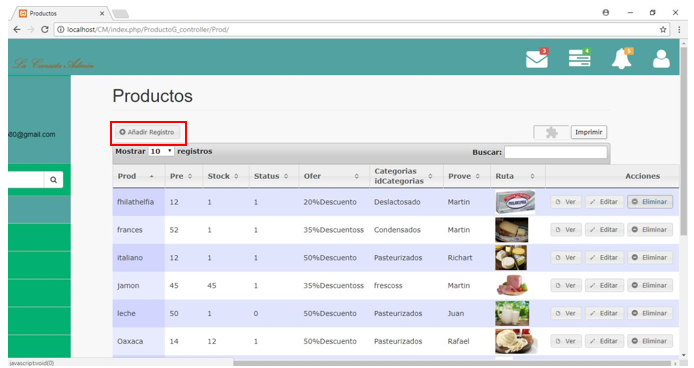 Productos
localhost/CM/index.php/ProductoG_controller/Prod/
3
4
5
La Cremita Adicon
60@gmail.com
Productos
Añadir Registro
Imprimir
Mostrar 10 registros
Buscar:
Prod Pre Stock Status Ofer Categorias idCategorias Prove Ruta Acciones
fhilathelfia 12 1 1 20%Descuento Deslactosado Martin Ver Editar Eliminar
frances 52 1 1 35%Descuentoss Condensados Martin Ver Editar Eliminar
italiano 12 1 1 50%Descuento Pasteurizados Richart Ver Editar Eliminar
jamon 45 45 1 35%Descuentoss frescoss Martin Ver Editar Eliminar
leche 50 1 0 50%Descuento Pasteurizados Juan Ver Editar Eliminar
Oaxaca 14 12 1 50%Descuento Pasteurizados Rafael Ver Editar Eliminar
javascript:void(0)